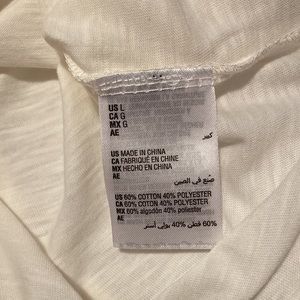 US L
CA G
MX G
AE
كبير
US MADE IN CHINA
CA FABRIQUÉ EN CHINE
MX HECHO EN CHINA
AE
صنع في الصين
US 60% COTTON 40% POLYESTER
CA 60% COTON 40% POLYESTER
MX 60% algodón 40% poliester
AE
60% قطن 40% بولي أستر